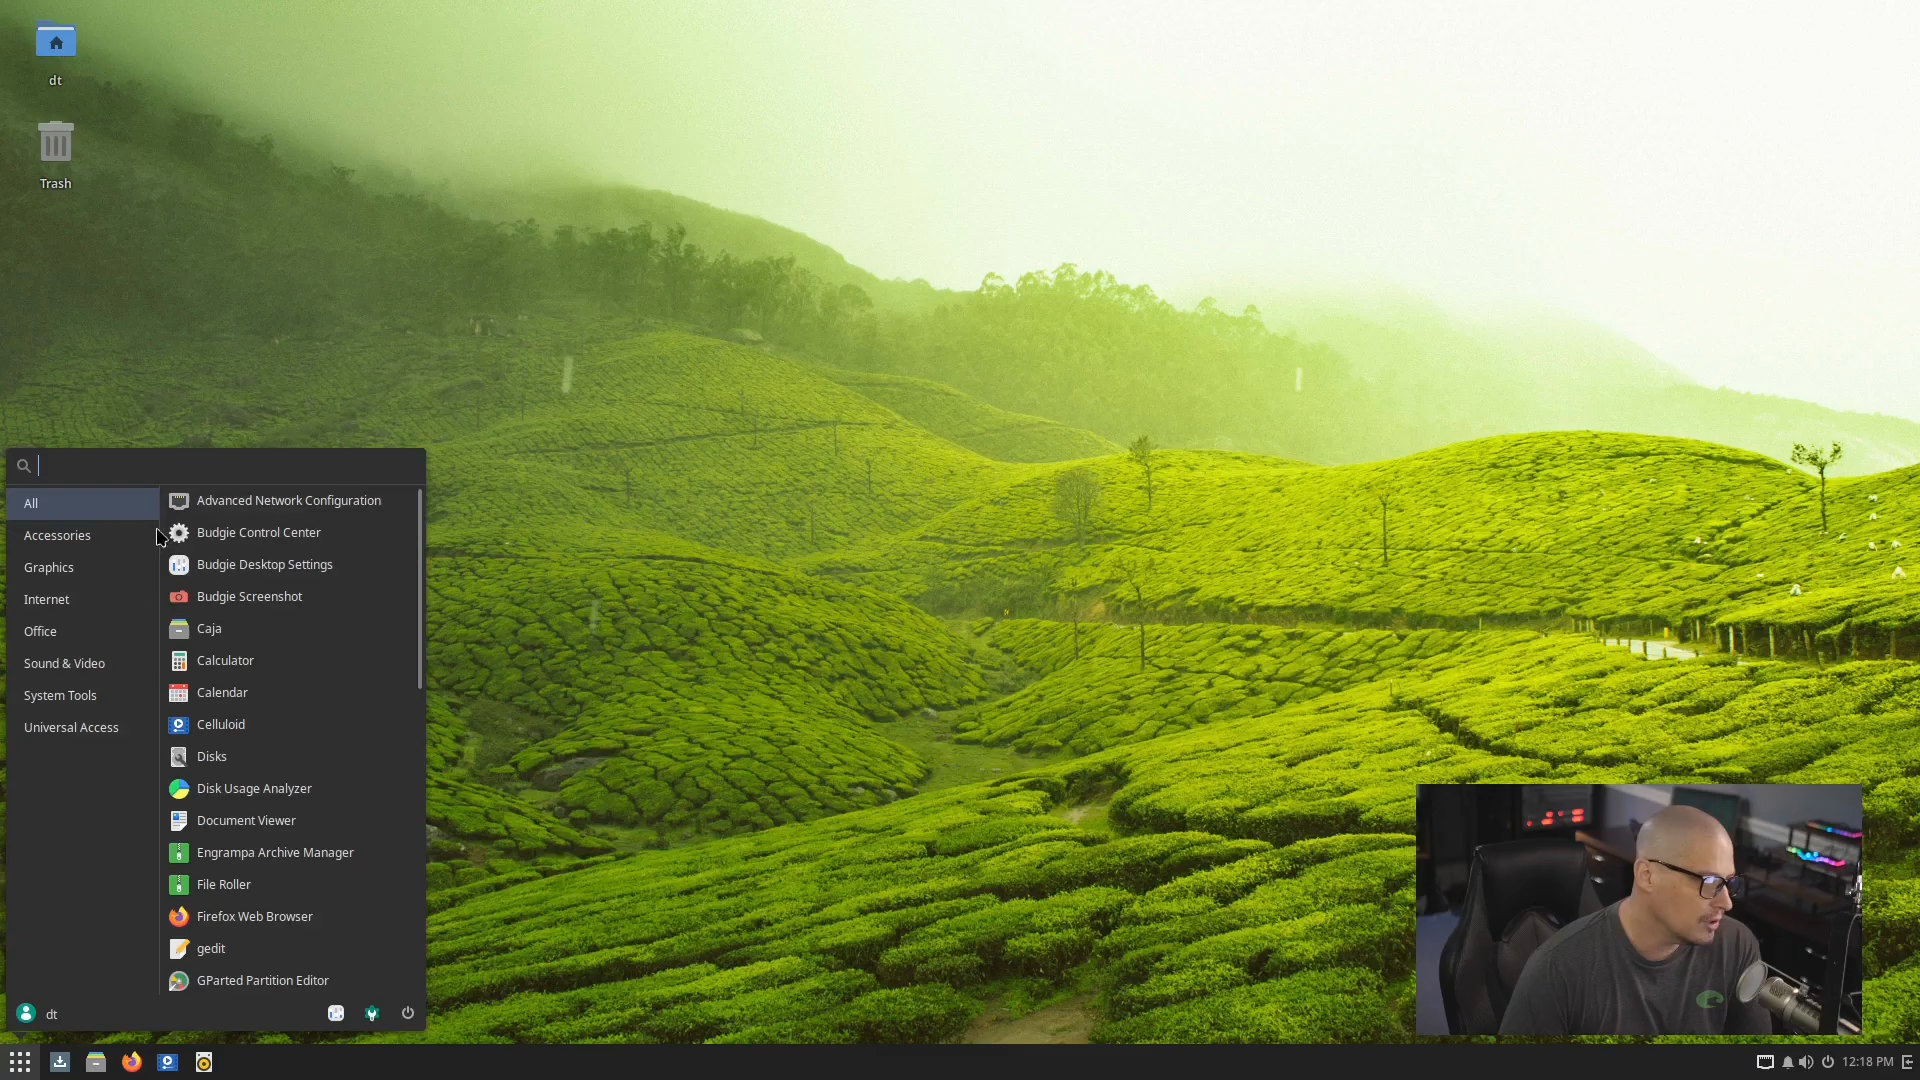 dt
Trash
All
Accessories
Graphics
Internet
Office
Sound & Video
System Tools
Universal Access
Advanced Network Configuration
Budgie Control Center
Budgie Desktop Settings
Budgie Screenshot
Caja
Calculator
Calendar
Celluloid
Disks
Disk Usage Analyzer
Document Viewer
Engrampa Archive Manager
File Roller
Firefox Web Browser
gedit
GParted Partition Editor
dt
12:18 PM